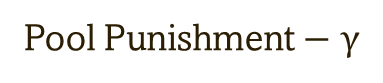 Pool Punishment — γ